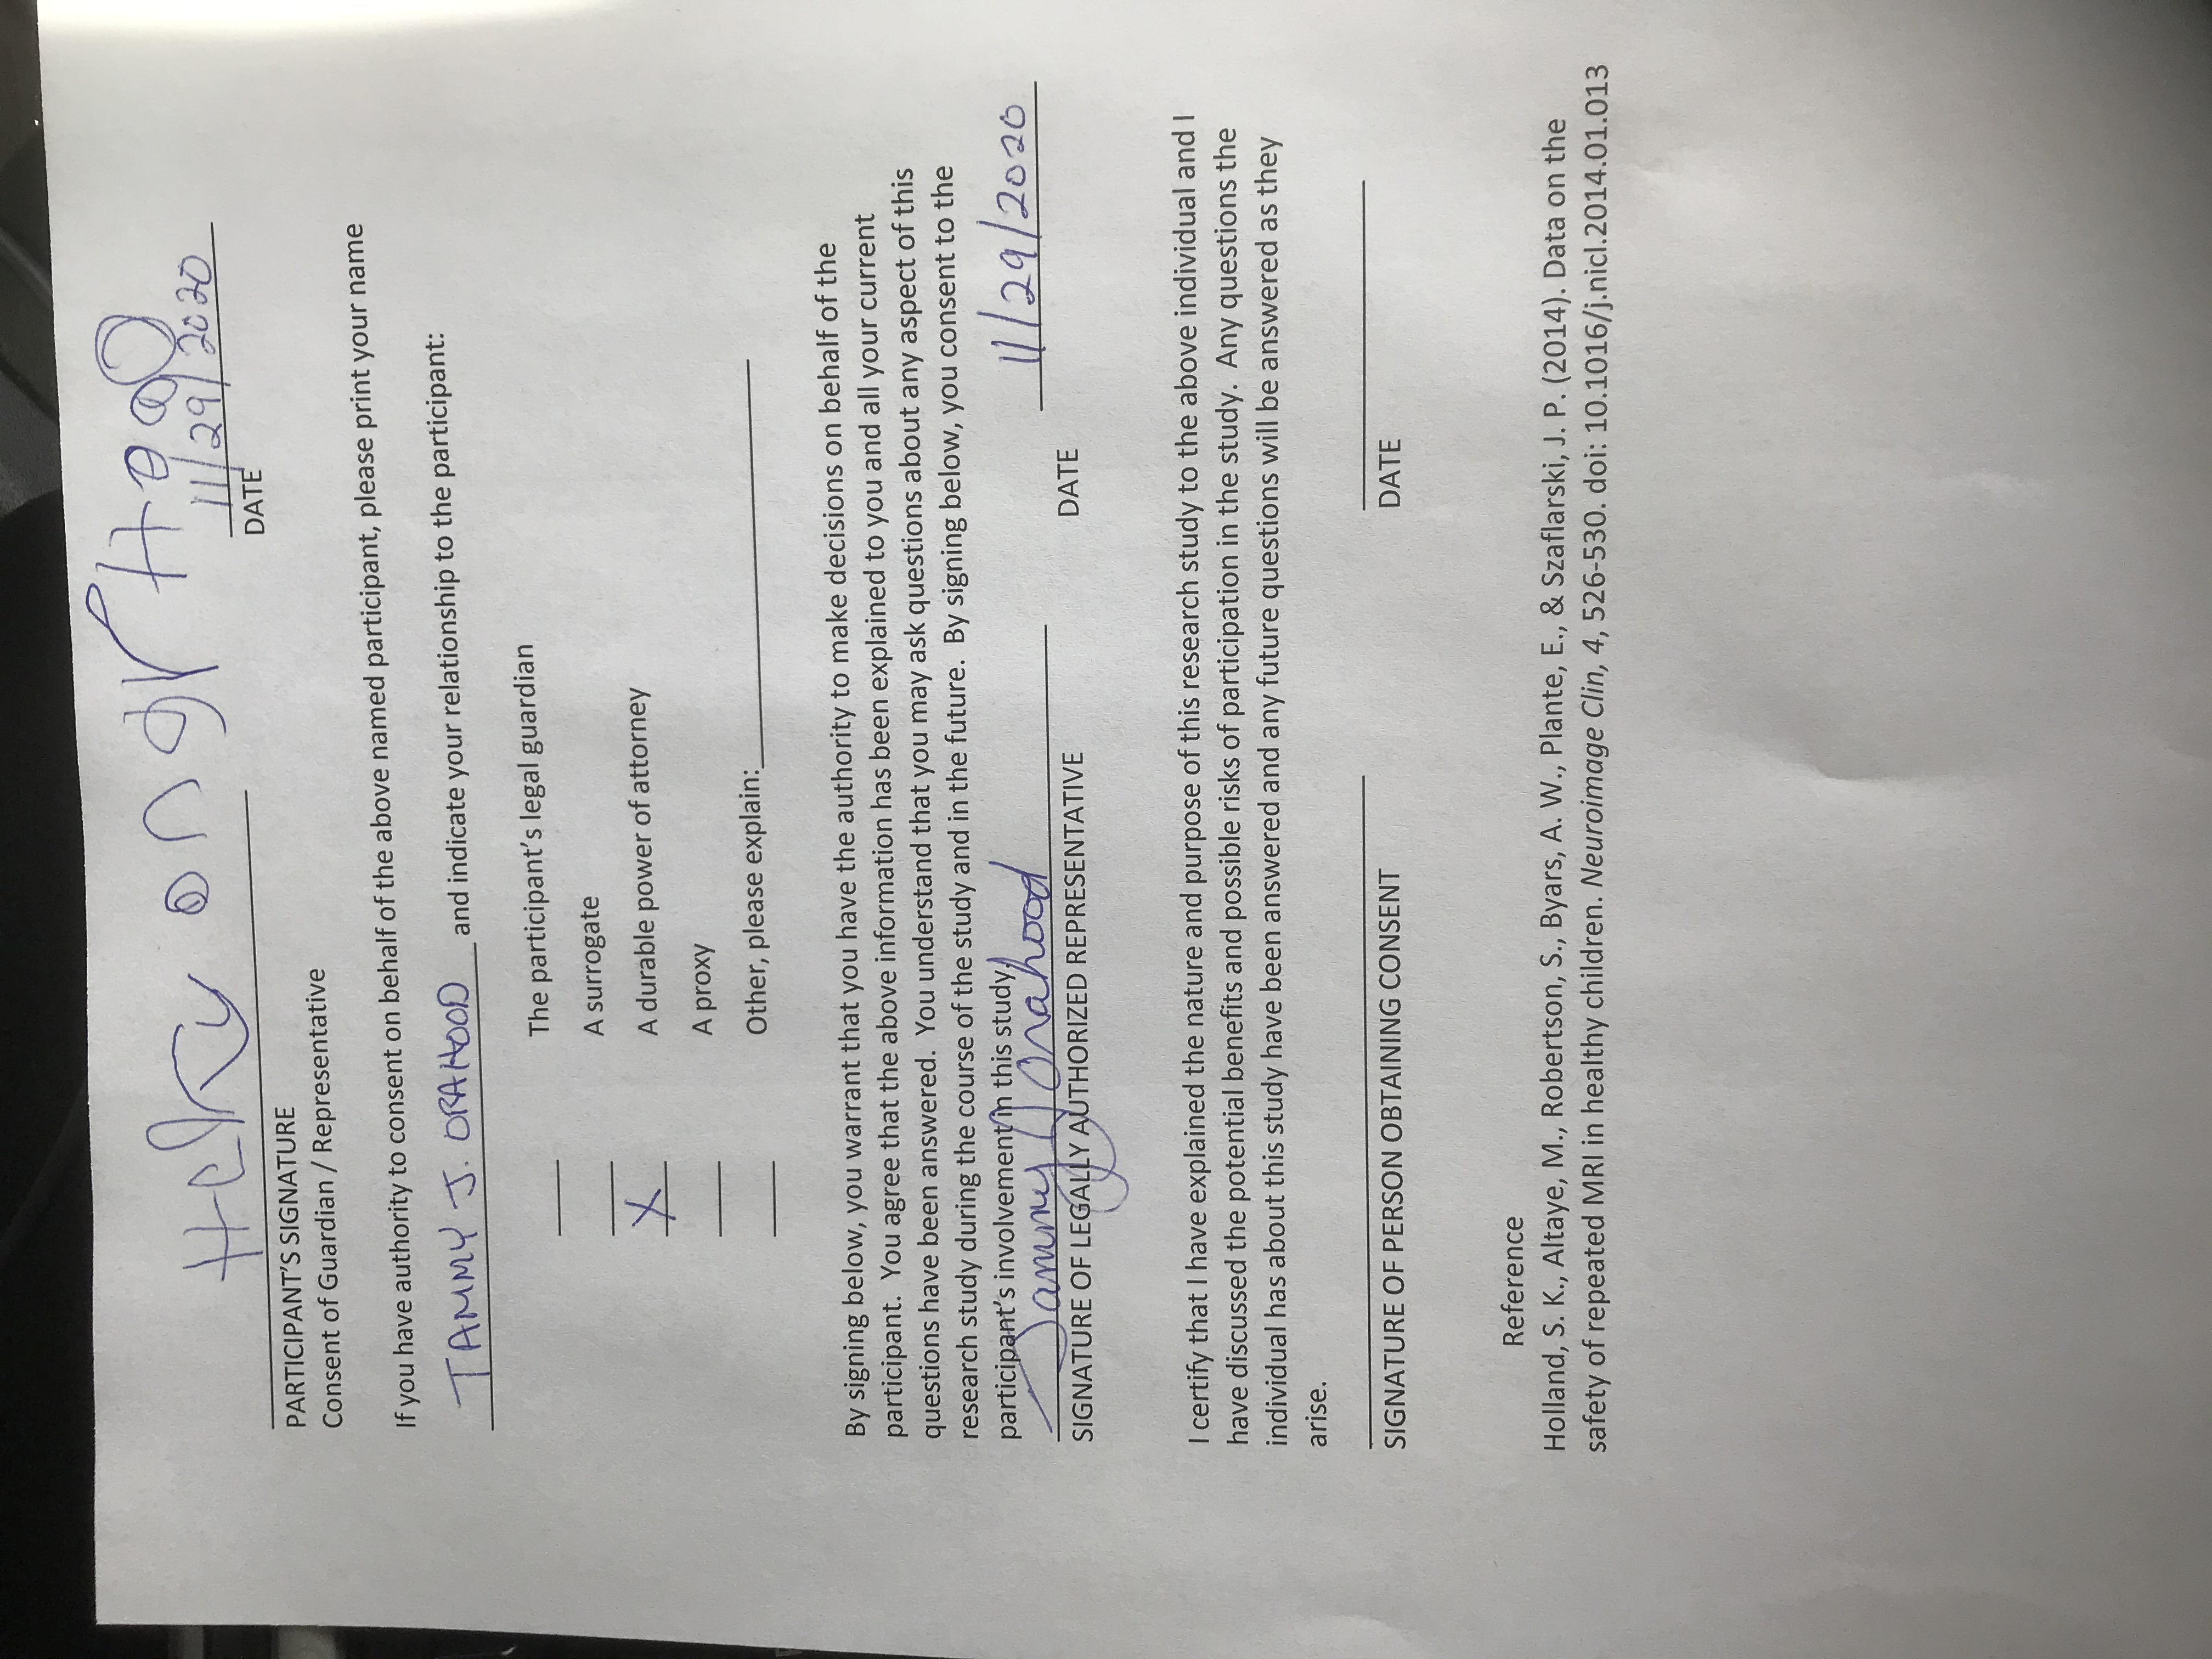 11/29/2020
DATE
PARTICIPANT'S SIGNATURE
Consent of Guardian / Representative
If you have authority to consent on behalf of the above named participant, please print your name
TAMMY J. ORAHOOD and indicate your relationship to the participant:
The participant's legal guardian
A surrogate
X A durable power of attorney
A proxy
Other, please explain:
By signing below, you warrant that you have the authority to make decisions on behalf of the
participant. You agree that the above information has been explained to you and all your current
questions have been answered. You understand that you may ask questions about any aspect of this
research study during the course of the study and in the future. By signing below, you consent to the
participant's involvement in this study.
Tammy J Orahood 11/29/2020
SIGNATURE OF LEGALLY AUTHORIZED REPRESENTATIVE DATE
I certify that I have explained the nature and purpose of this research study to the above individual and I
have discussed the potential benefits and possible risks of participation in the study. Any questions the
individual has about this study have been answered and any future questions will be answered as they
arise.
SIGNATURE OF PERSON OBTAINING CONSENT DATE
Reference
Holland, S. K., Altaye, M., Robertson, S., Byars, A. W., Plante, E., & Szaflarski, J. P. (2014). Data on the
safety of repeated MRI in healthy children. Neuroimage Clin, 4, 526-530. doi: 10.1016/j.nicl.2014.01.013